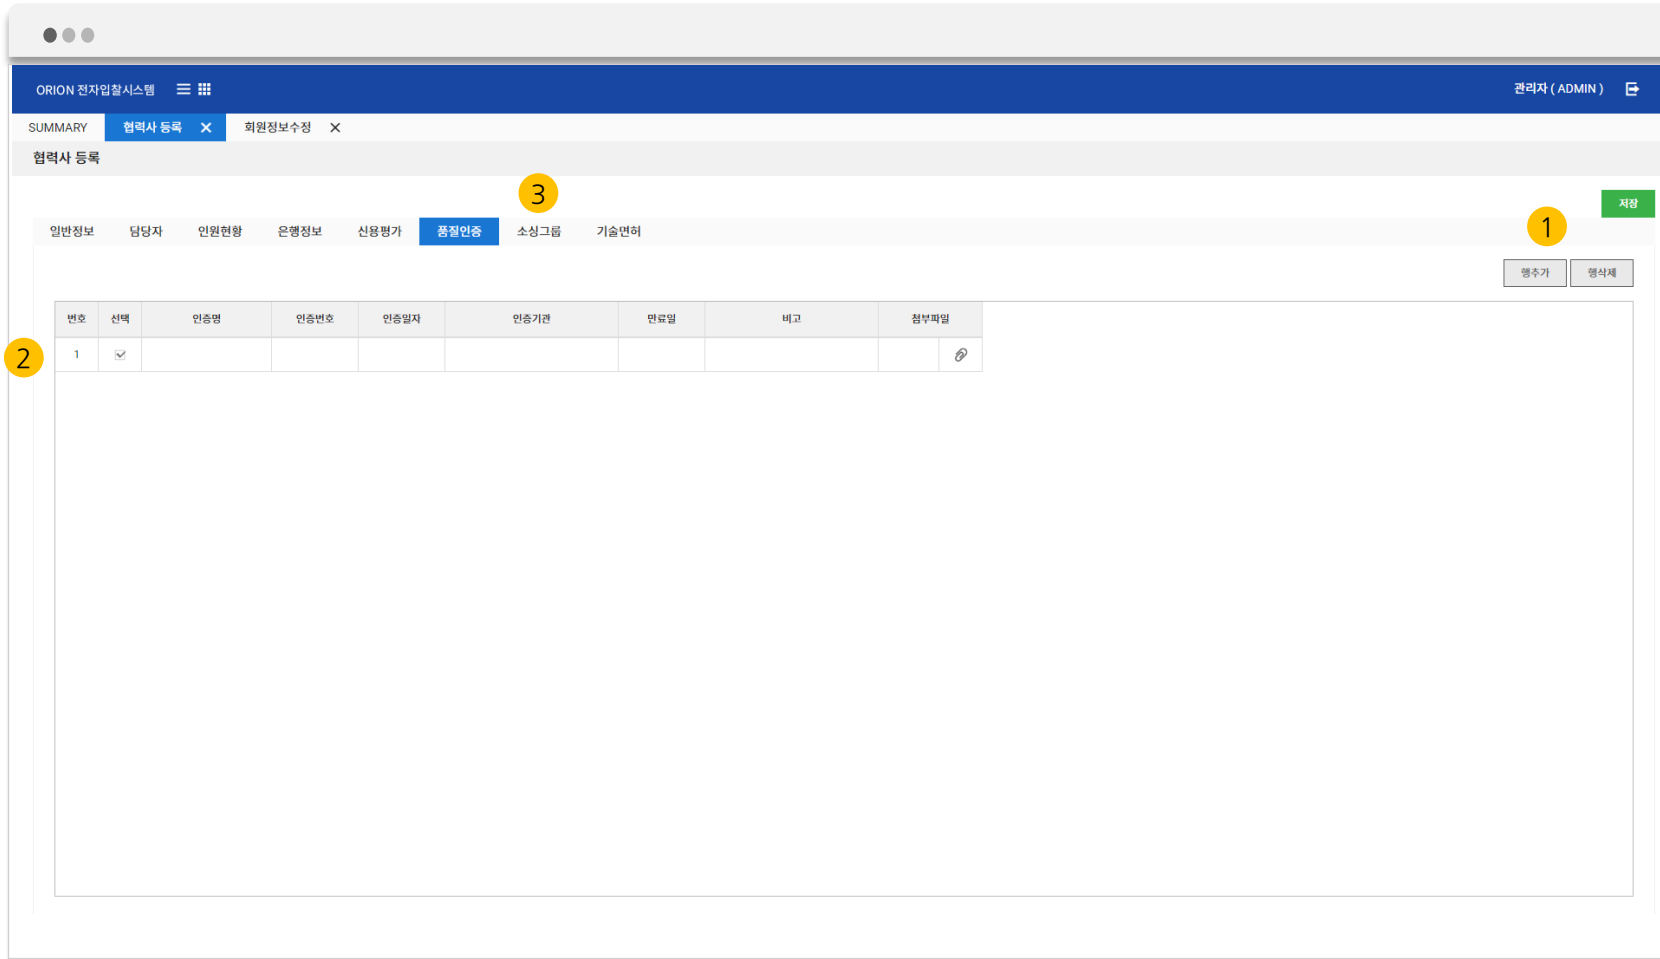 ORION 전자입찰시스템 관리자 ( ADMIN )
SUMMARY 협력사 등록 회원정보수정
협력사 등록
3
저장
1
일반정보 담당자 인원현황 은행정보 신용평가 품질인증 소싱그룹 기술면허
행추가 행삭제
번호 선택 인증명 인증번호 인증일자 인증기관 만료일 비고 첨부파일
2 1